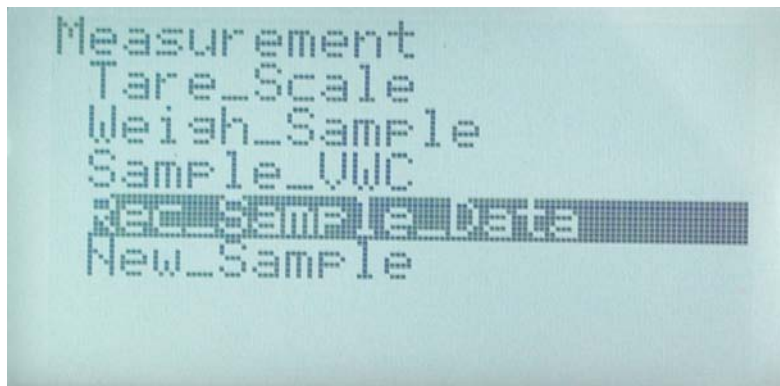 Measurement
Tare_Scale
Weigh_Sample
Sample_VWC
Rec_Sample_Data
New_Sample